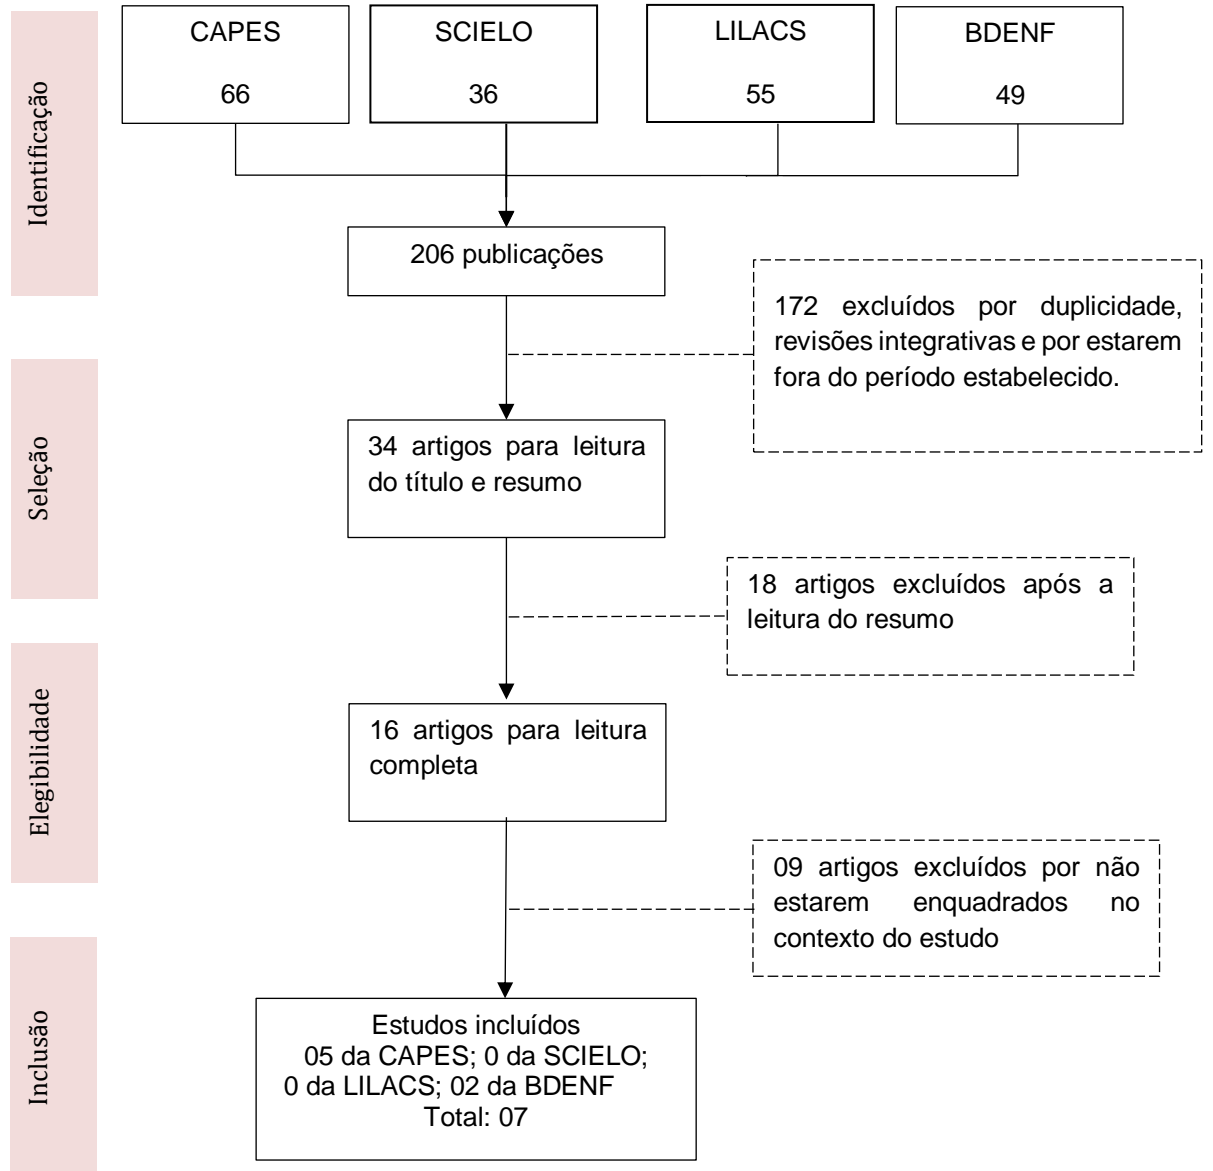 Identificação
CAPES
66
SCIELO
36
LILACS
55
BDENF
49
206 publicações
172 excluídos por duplicidade,
revisões integrativas e por estarem
fora do período estabelecido.
Seleção
34 artigos para leitura
do título e resumo
18 artigos excluídos após a
leitura do resumo
Elegibilidade
16 artigos para leitura
completa
09 artigos excluídos por não
estarem enquadrados no
contexto do estudo
Inclusão
Estudos incluídos
05 da CAPES; 0 da SCIELO;
0 da LILACS; 02 da BDENF
Total: 07